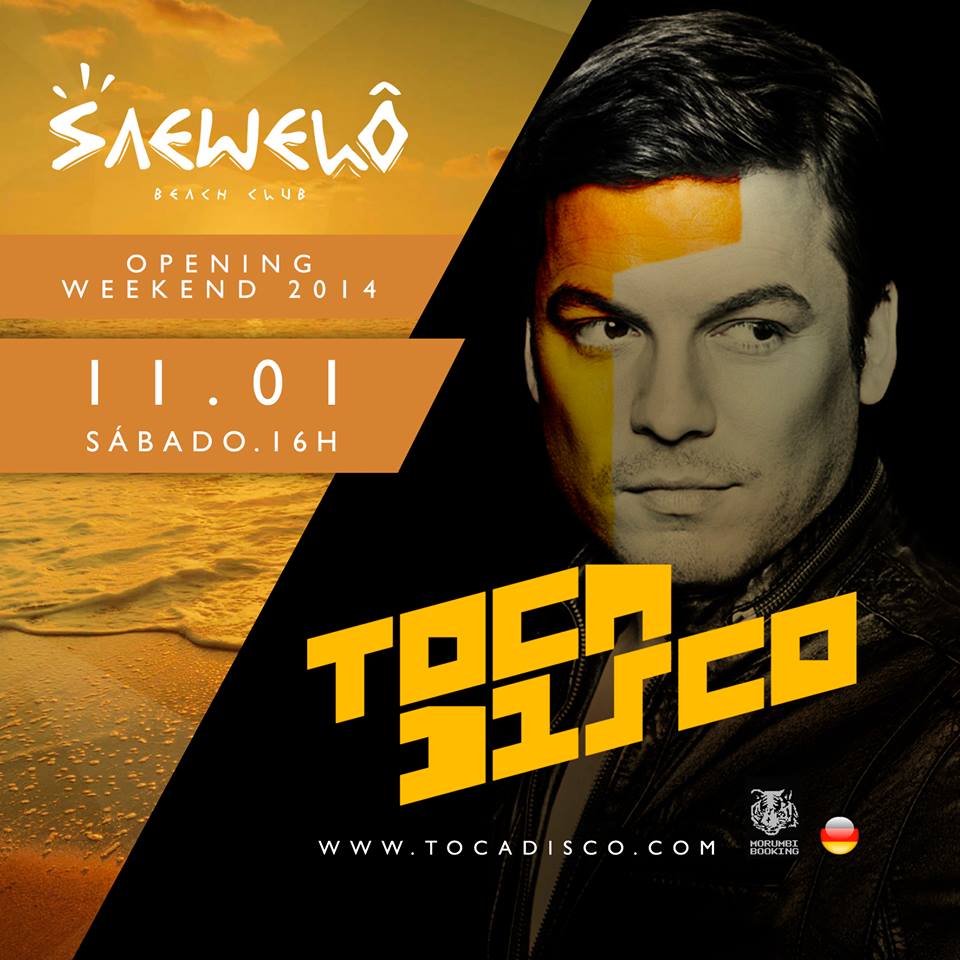 SAEWELÔ
BEACH CLUB
OPENING
WEEKEND 2014
11.01
SÁBADO.16H
TOCA
DISCO
WWW.TOCADISCO.COM
MORUMBI
BOOKING